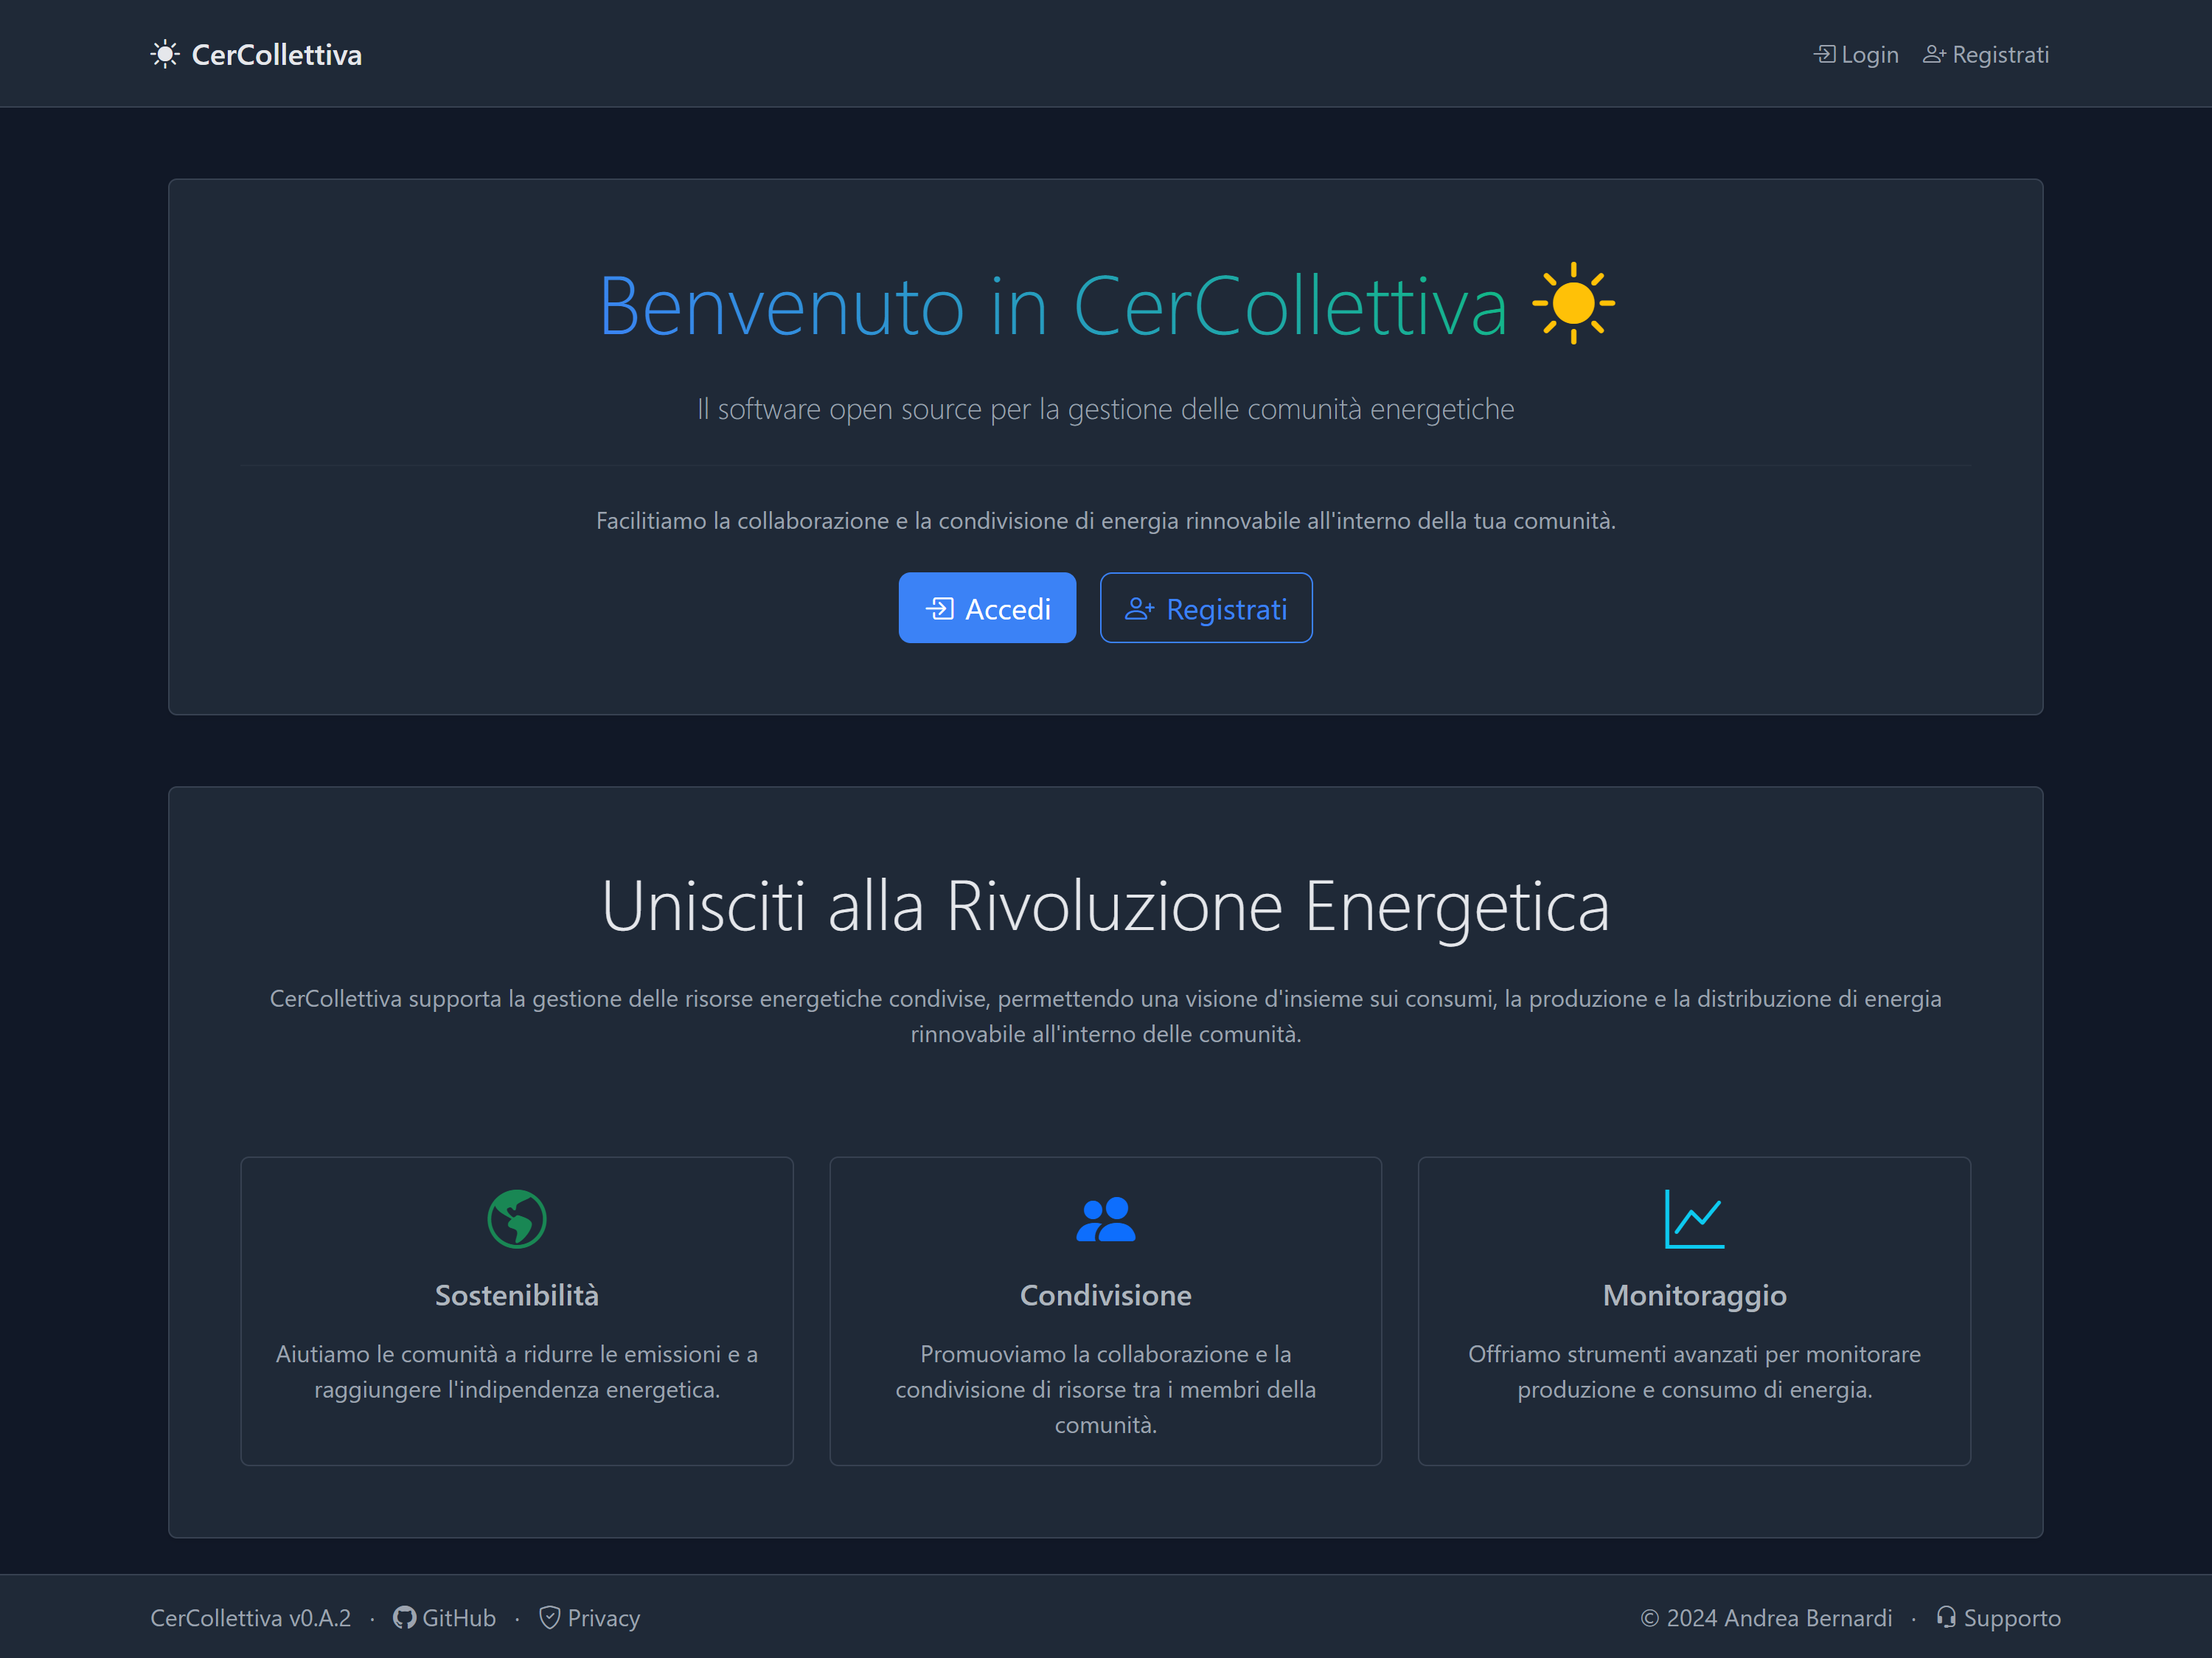 CerCollettiva
Login
Registrati
Benvenuto in CerCollettiva
Il software open source per la gestione delle comunità energetiche
Facilitiamo la collaborazione e la condivisione di energia rinnovabile all'interno della tua comunità.
Accedi
Registrati
Unisciti alla Rivoluzione Energetica
CerCollettiva supporta la gestione delle risorse energetiche condivise, permettendo una visione d'insieme sui consumi, la produzione e la distribuzione di energia
rinnovabile all'interno delle comunità.
Sostenibilità
Aiutiamo le comunità a ridurre le emissioni e a
raggiungere l'indipendenza energetica.
Condivisione
Promuoviamo la collaborazione e la
condivisione di risorse tra i membri della
comunità.
Monitoraggio
Offriamo strumenti avanzati per monitorare
produzione e consumo di energia.
CerCollettiva v0.A.2 · GitHub · Privacy
© 2024 Andrea Bernardi · Supporto